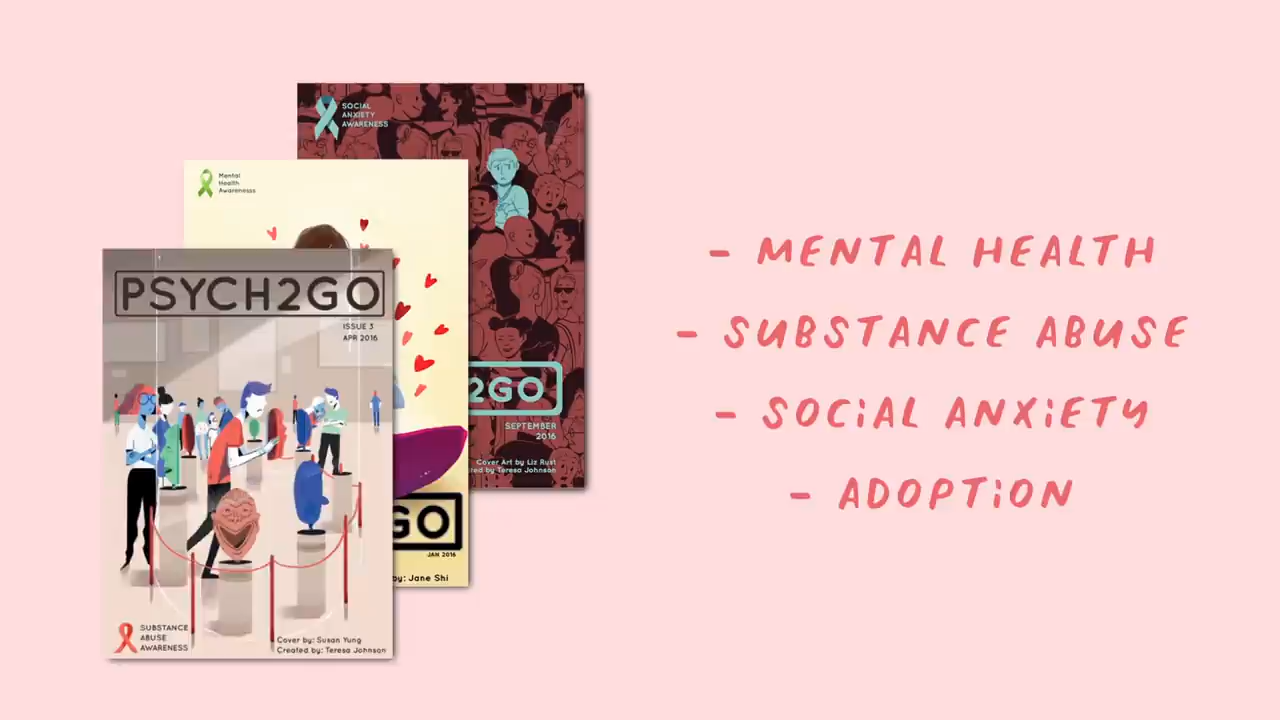 SOCIAL
ANXIETY
AWARENESS
Mental
Health
Awarenesss
PSYCH2GO
ISSUE 3
APR 2016
2GO
SEPTEMBER
2016
Cover Art by Liz Rust
ted by Teresa Johnson
GO
JAN 2016
by: Jane Shi
SUBSTANCE
ABUSE
AWARENESS
Cover by: Susan Yung
Created by: Teresa Johnson
- MENTAL HEALTH
- SUBSTANCE ABUSE
- SOCiAL ANXiETY
- ADOPTiON